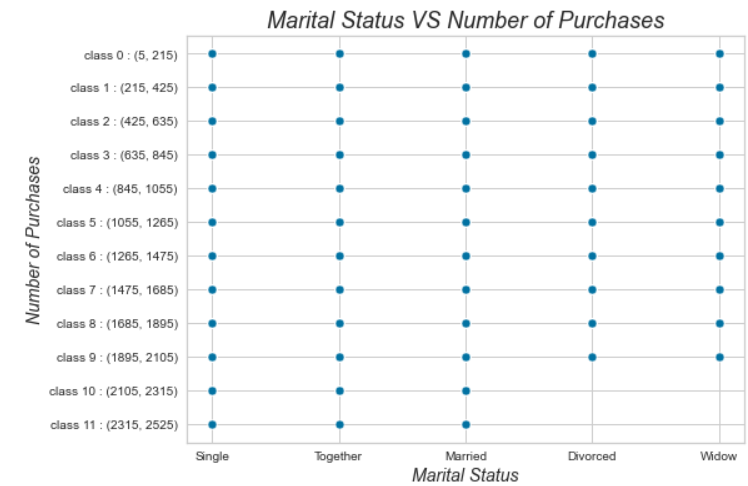 Marital Status VS Number of Purchases
Number of Purchases
class 0 : (5, 215)
class 1 : (215, 425)
class 2 : (425, 635)
class 3 : (635, 845)
class 4 : (845, 1055)
class 5 : (1055, 1265)
class 6 : (1265, 1475)
class 7 : (1475, 1685)
class 8 : (1685, 1895)
class 9 : (1895, 2105)
class 10 : (2105, 2315)
class 11 : (2315, 2525)
Single Together Married Divorced Widow
Marital Status